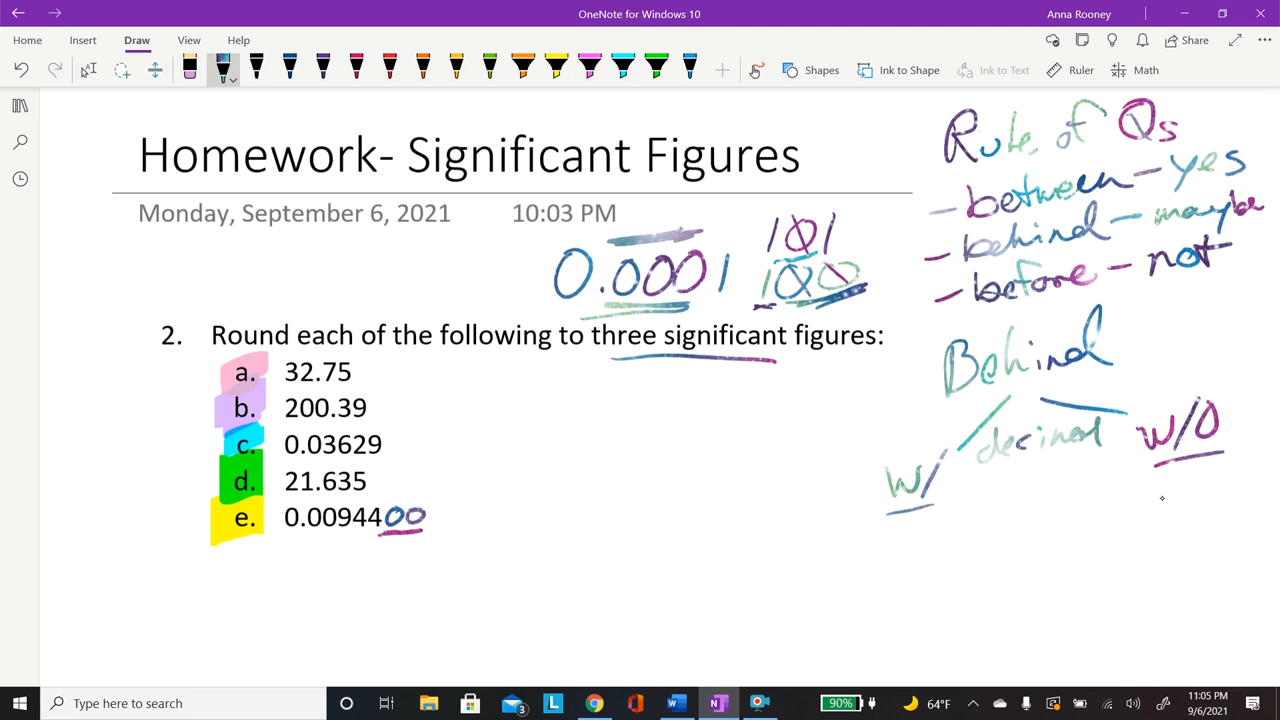 OneNote for Windows 10
Anna Rooney
Home Insert Draw View Help
Share
Shapes Ink to Shape Ink to Text Ruler Math
Homework- Significant Figures
Monday, September 6, 2021 10:03 PM
0.0001
101
100
2. Round each of the following to three significant figures:
a. 32.75
b. 200.39
c. 0.03629
d. 21.635
e. 0.0094400
Rule of 0s
- between - yes
- behind - maybe
- before - not
Behind
decimal
W/
W/O
Type here to search
3
L
90%
64°F
11:05 PM
9/6/2021